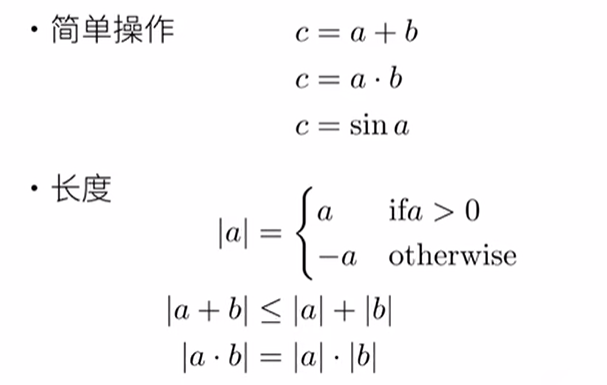 • 简单操作 c = a + b
c = a · b
c = sin a
• 长度
|a| = { a ifa > 0
−a otherwise
|a + b| ≤ |a| + |b|
|a · b| = |a| · |b|